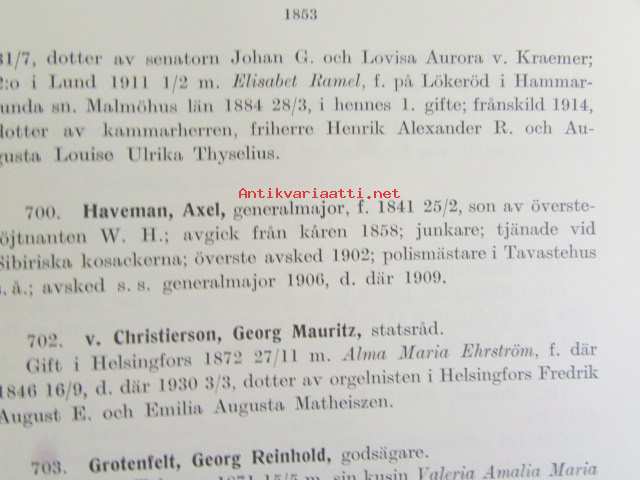 1853
31/7, dotter av senatorn Johan G. och Lovisa Aurora v. Kraemer;
2:o i Lund 1911 1/2 m. Elisabet Ramel, f. på Lökeröd i Hammar-
unda sn. Malmöhus län 1884 28/3, i hennes 1. gifte; frånskild 1914,
dotter av kammarherren, friherre Henrik Alexander R. och Au-
gusta Louise Ulrika Thyselius.
Antikvariaatti.net
700. Haveman, Axel, generalmajor, f. 1841 25/2, son av överste-
löjtnanten W. H.; avgick från kåren 1858; junkare; tjänade vid
Sibiriska kosackerna; överste avsked 1902; polismästare i Tavastehus
s. å.; avsked s. s. generalmajor 1906, d. där 1909.
702. v. Christierson, Georg Mauritz, statsråd.
Gift i Helsingfors 1872 27/11 m. Alma Maria Ehrström, f. där
1846 16/9, d. där 1930 3/3, dotter av orgelnisten i Helsingfors Fredrik
August E. och Emilia Augusta Matheiszen.
703. Grotenfelt, Georg Reinhold, godsägare.
1871 15/5 m. sin kusin Valeria Amalia Maria